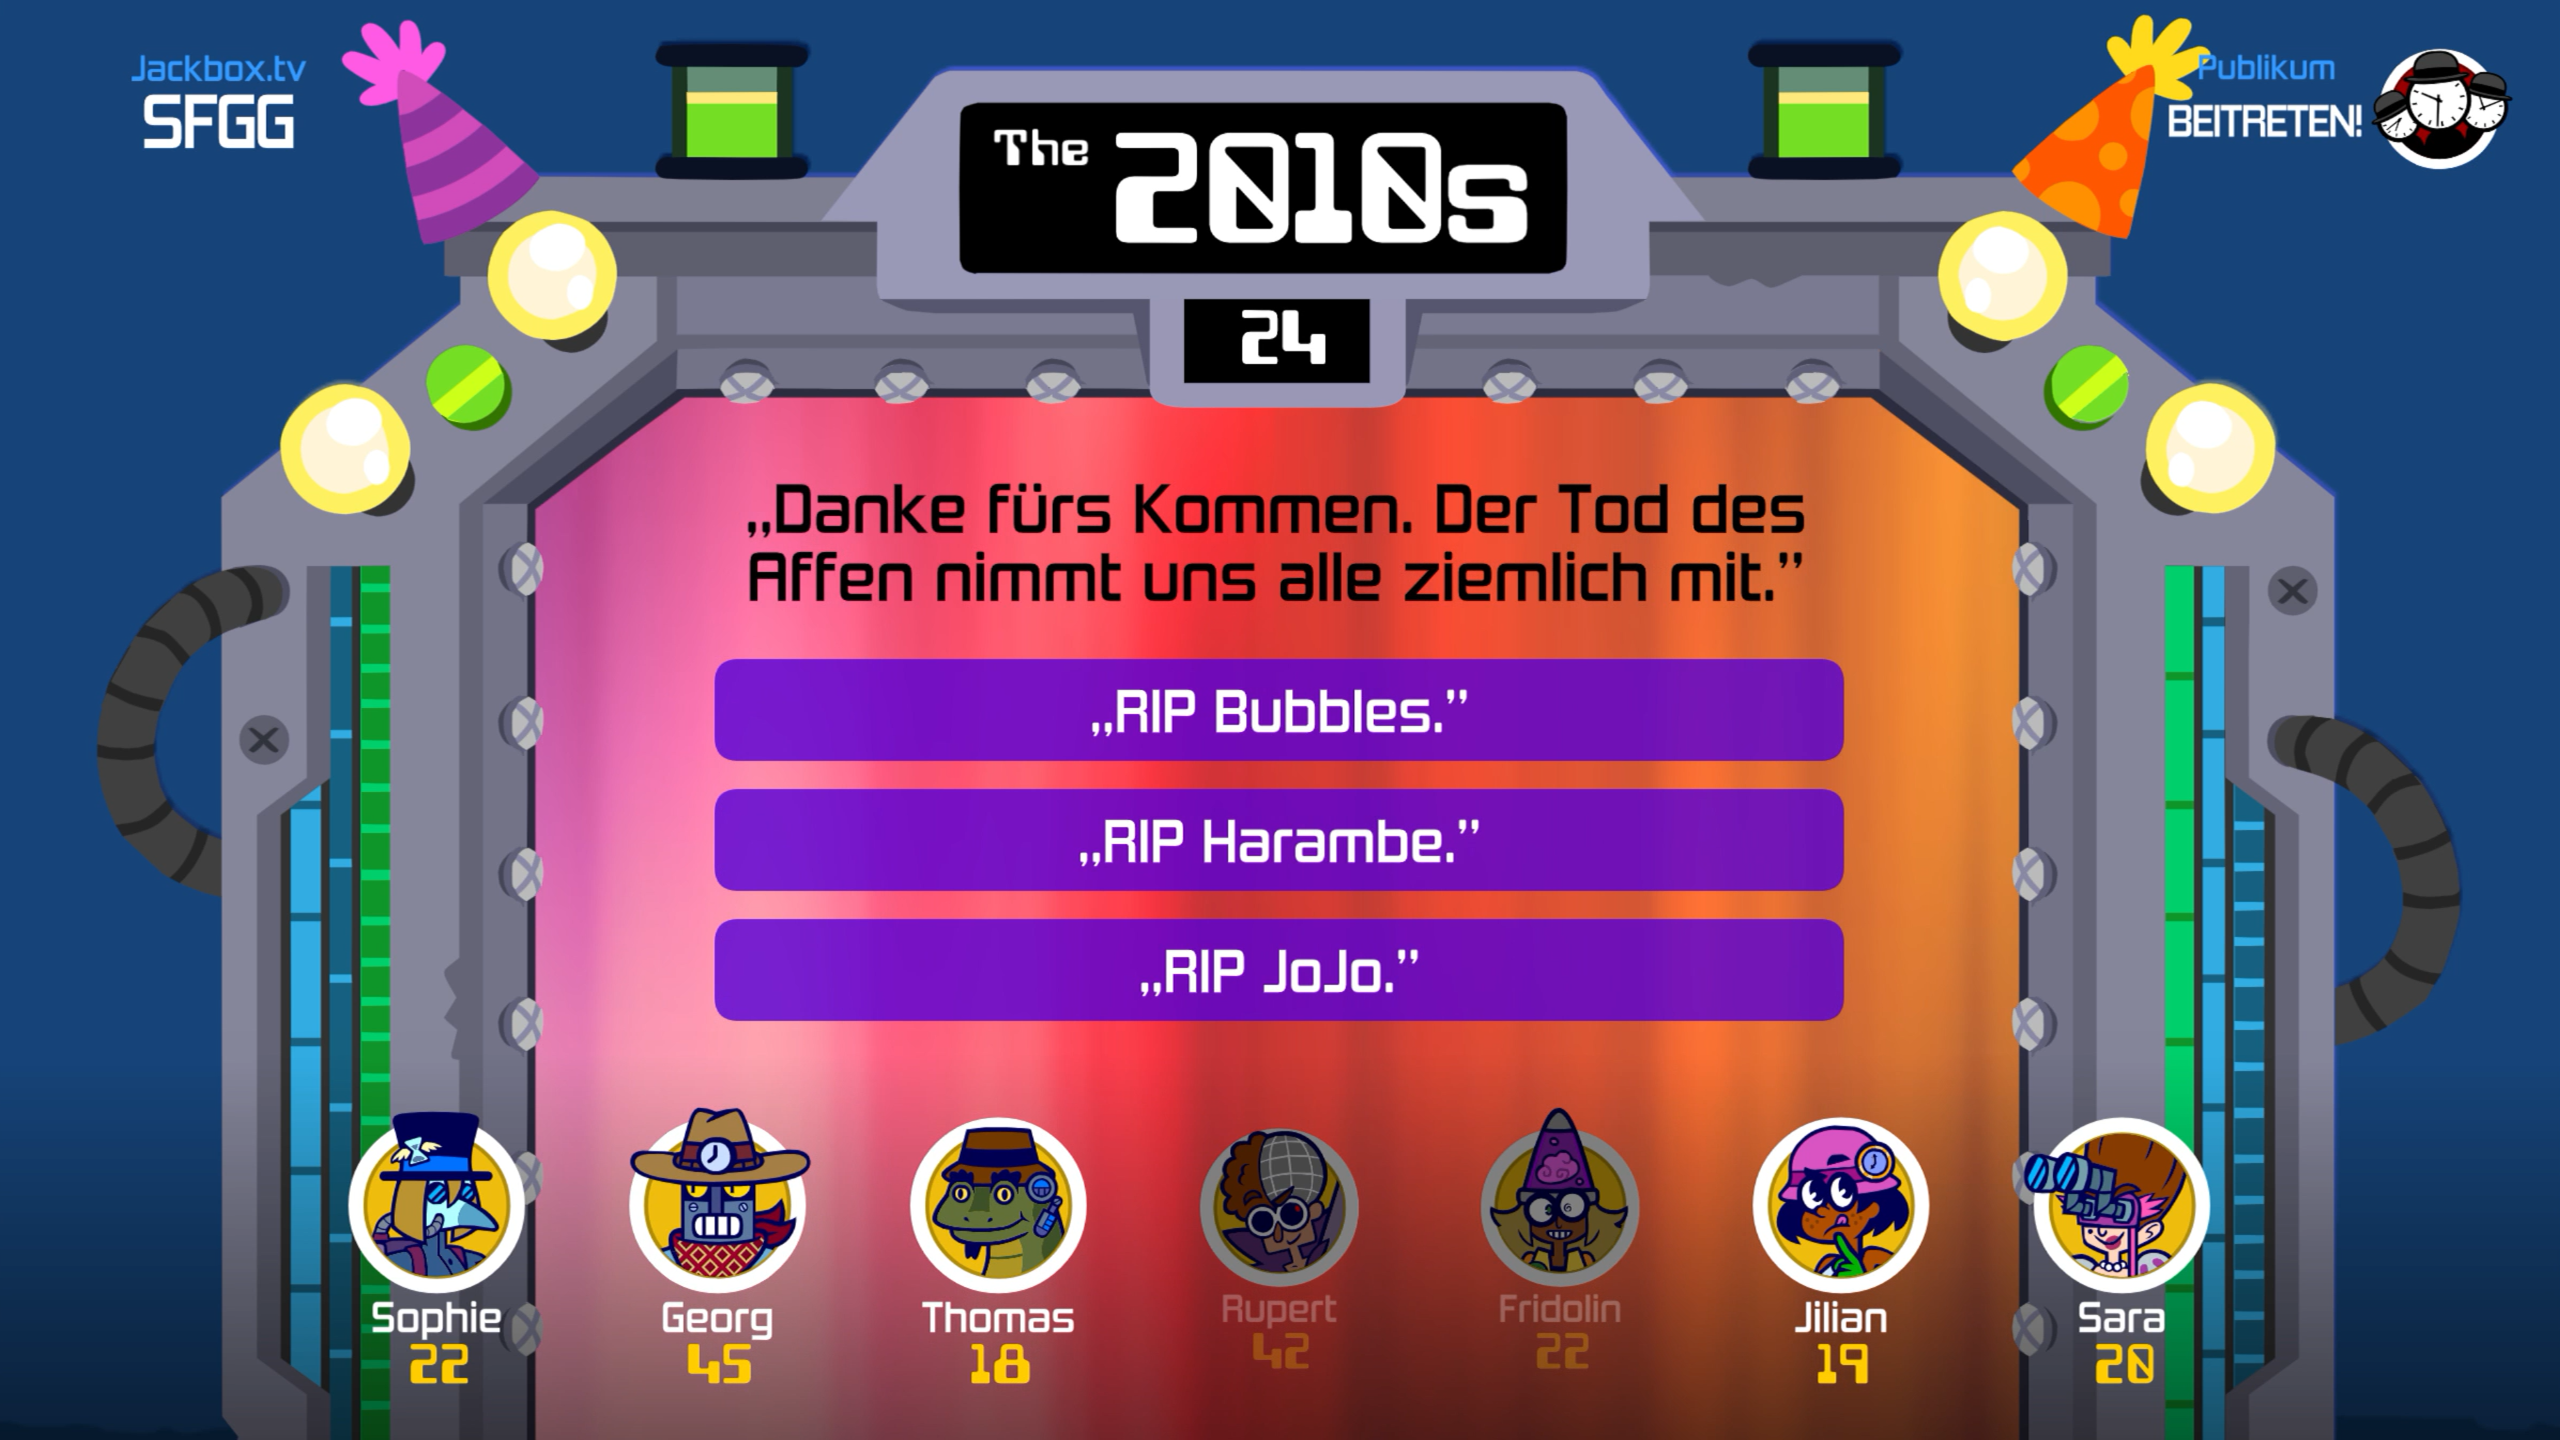 Jackbox.tv
SFGG
Publikum
BEITRETEN!
The 2010s
24
„Danke fürs Kommen. Der Tod des
Affen nimmt uns alle ziemlich mit.”
„RIP Bubbles.”
„RIP Harambe.”
„RIP JoJo.”
Sophie
22
Georg
45
Thomas
18
Rupert
42
Fridolin
22
Jilian
19
Sara
20